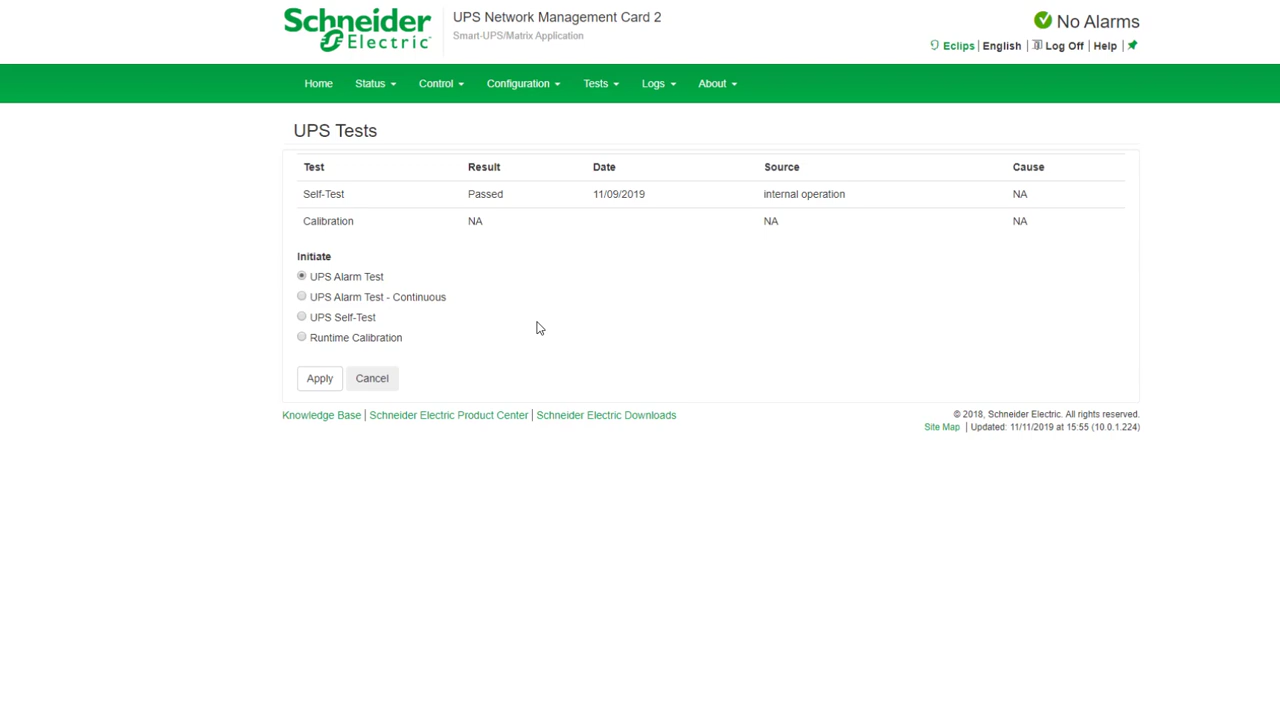 Schneider Electric
UPS Network Management Card 2
Smart-UPS/Matrix Application
No Alarms
Eclips | English | Log Off | Help |
Home Status Control Configuration Tests Logs About
UPS Tests
Test Result Date Source Cause
Self-Test Passed 11/09/2019 internal operation NA
Calibration NA NA NA
Initiate
UPS Alarm Test
UPS Alarm Test - Continuous
UPS Self-Test
Runtime Calibration
Apply Cancel
Knowledge Base | Schneider Electric Product Center | Schneider Electric Downloads
© 2018, Schneider Electric. All rights reserved.
Site Map | Updated: 11/11/2019 at 15:55 (10.0.1.224)